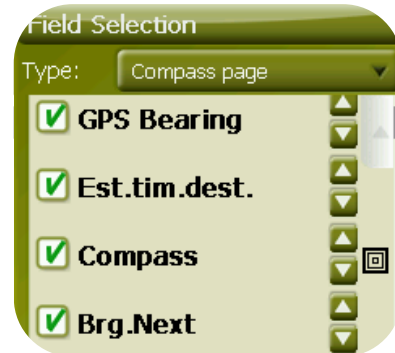 Field Selection
Type: Compass page
GPS Bearing
Est.tim.dest.
Compass
Brg.Next